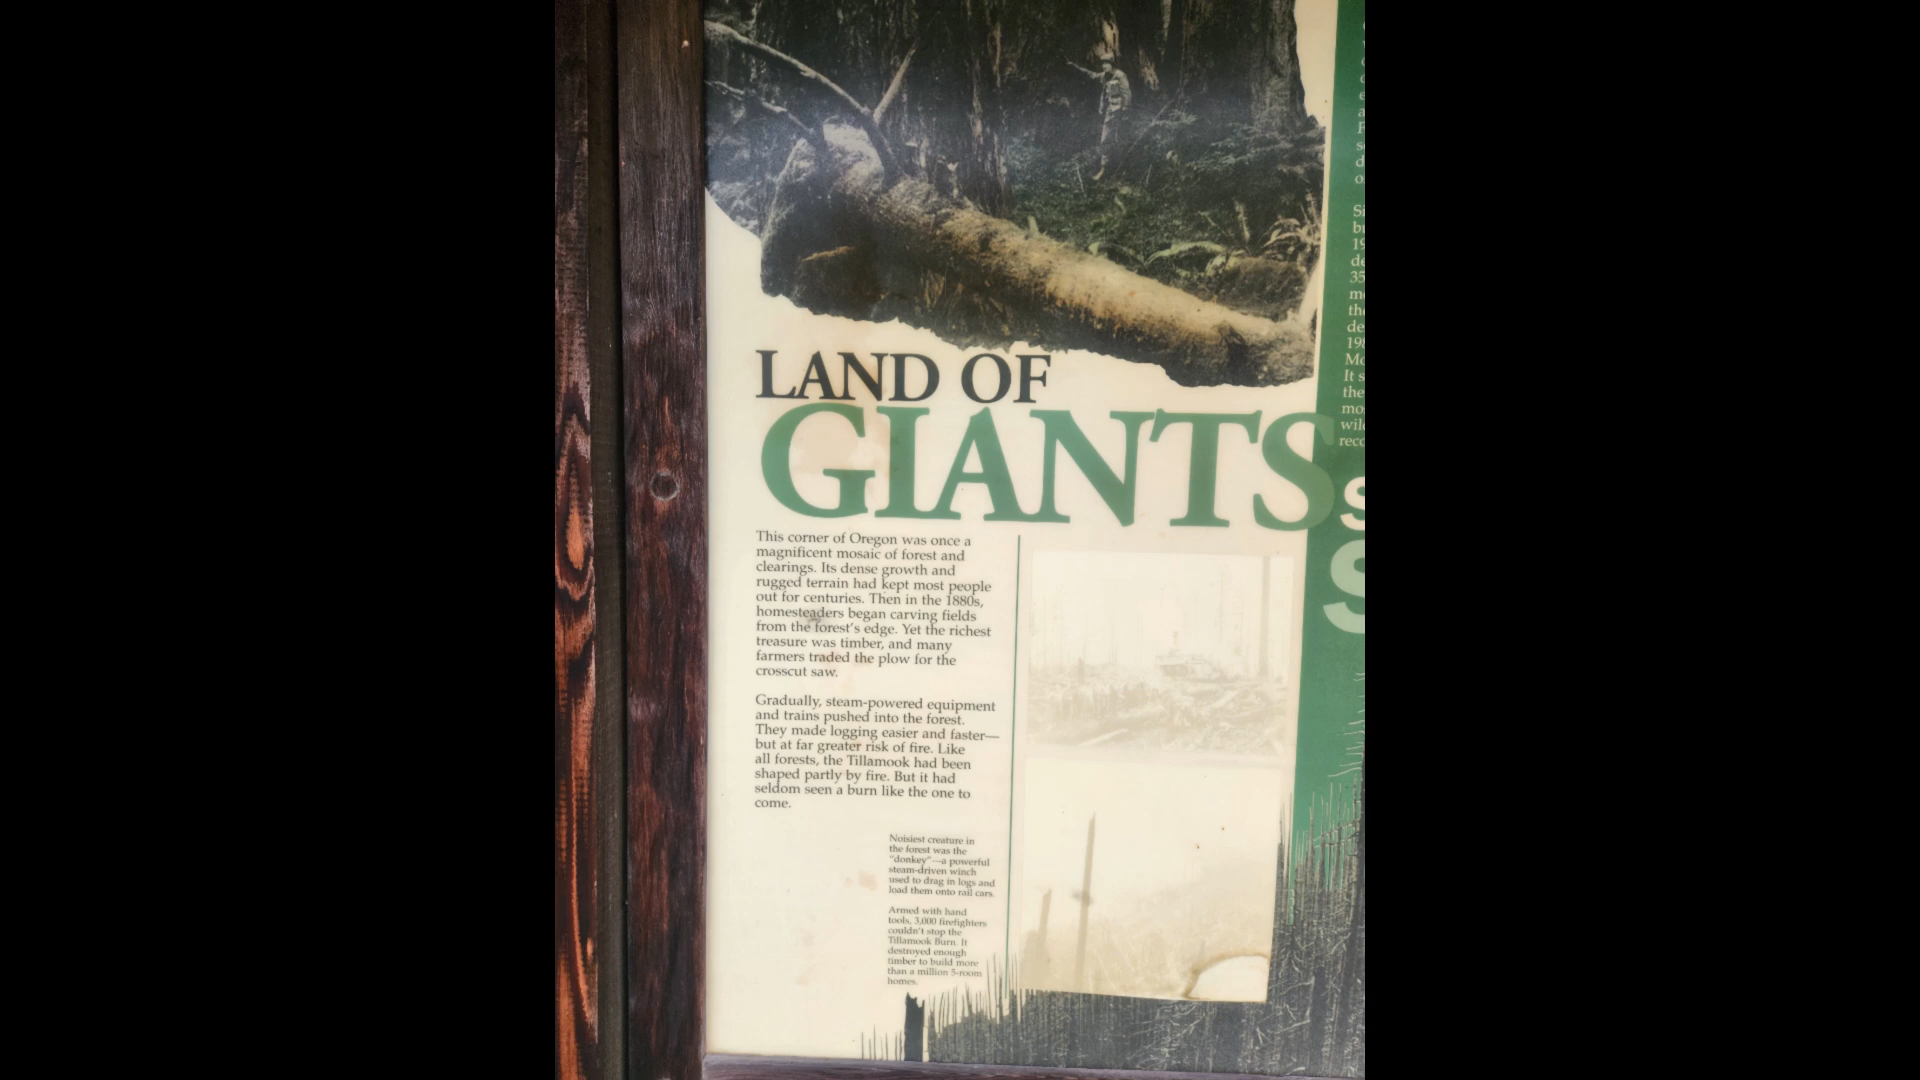 LAND OF
GIANTS
This corner of Oregon was once a
magnificent mosaic of forest and
clearings. Its dense growth and
rugged terrain had kept most people
out for centuries. Then in the 1880s,
homesteaders began carving fields
from the forest's edge. Yet the richest
treasure was timber, and many
farmers traded the plow for the
crosscut saw.
Gradually, steam-powered equipment
and trains pushed into the forest.
They made logging easier and faster—
but at far greater risk of fire. Like
all forests, the Tillamook had been
shaped partly by fire. But it had
seldom seen a burn like the one to
come.
Noisiest creature in
the forest was the
"donkey"—a powerful
steam-driven winch
used to drag in logs and
load them onto rail cars.
Armed with hand
tools, 3,000 firefighters
couldn't stop the
Tillamook Burn. It
destroyed enough
timber to build more
than a million 5-room
homes.